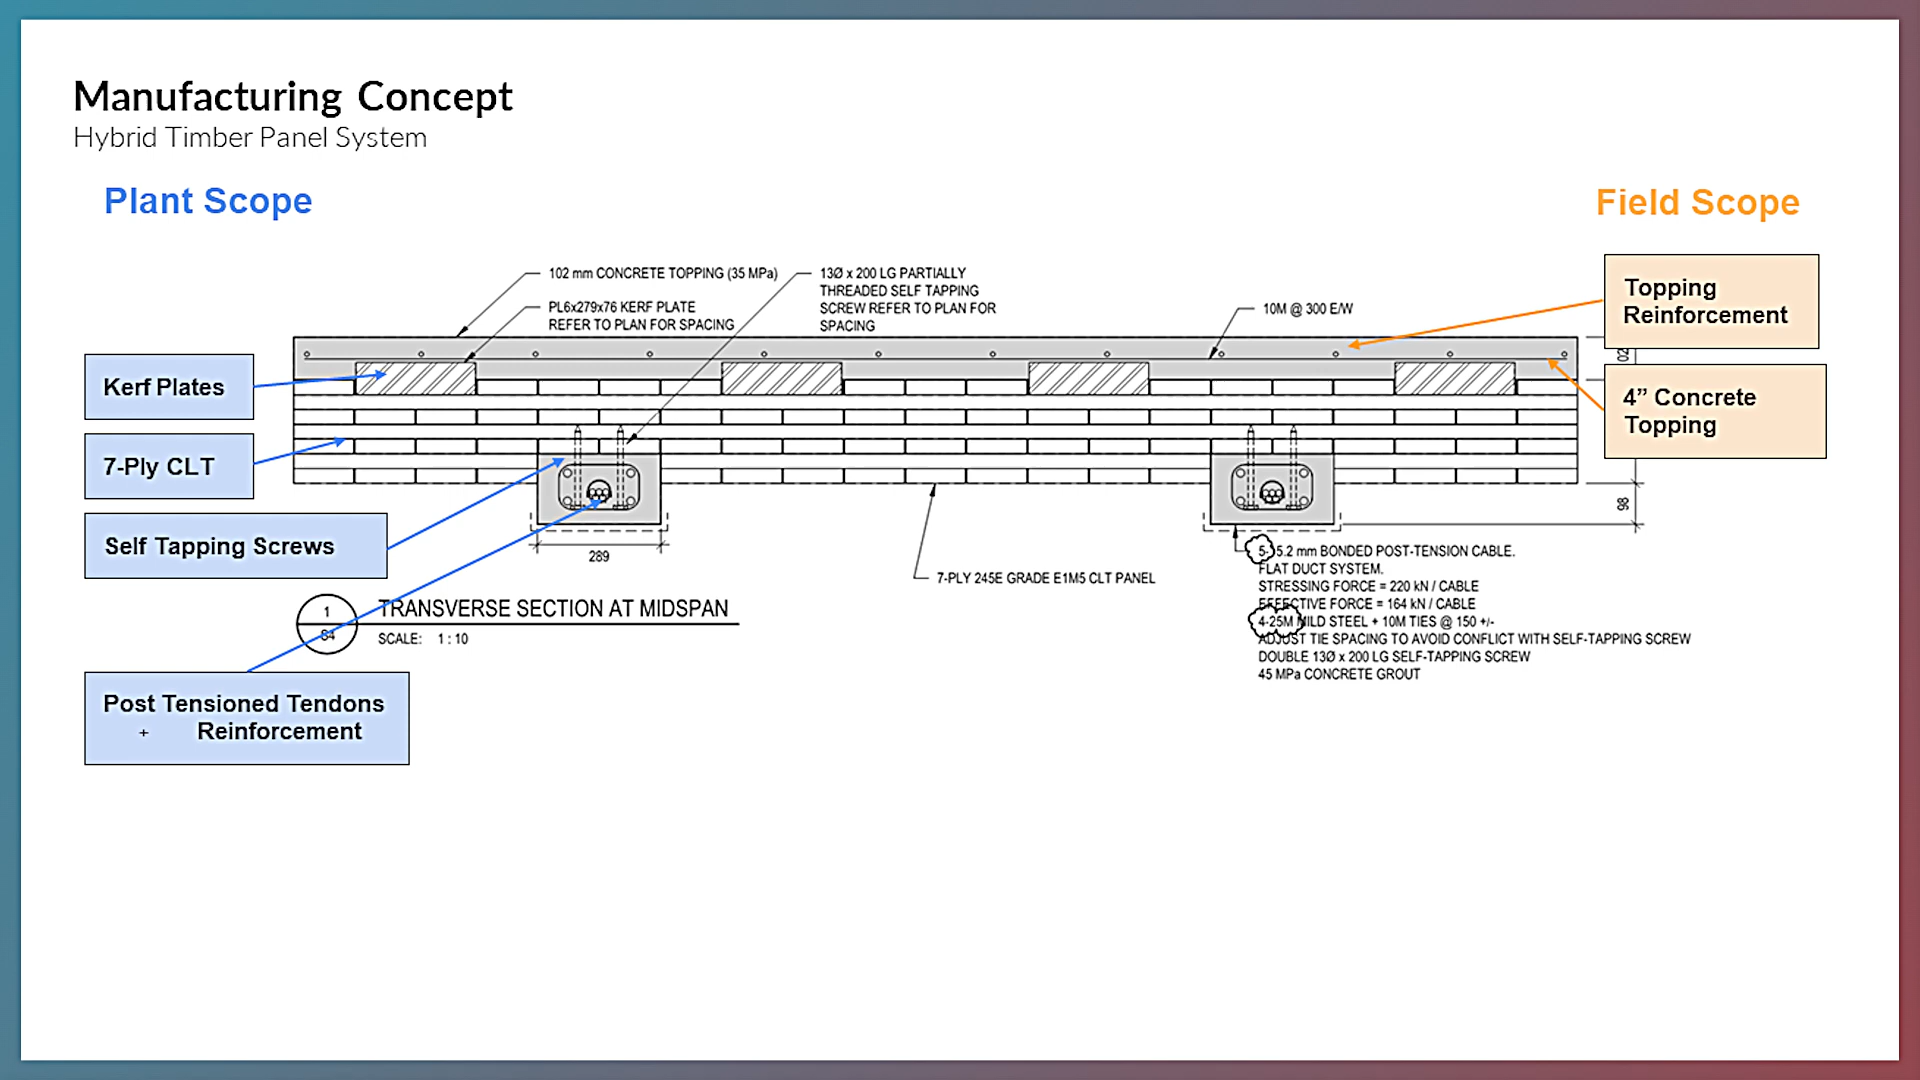 Manufacturing Concept
Hybrid Timber Panel System
Plant Scope
Field Scope
102 mm CONCRETE TOPPING (35 MPa)
PL6x279x76 KERF PLATE
REFER TO PLAN FOR SPACING
13Ø x 200 LG PARTIALLY
THREADED SELF TAPPING
SCREW REFER TO PLAN FOR
SPACING
10M @ 300 E/W
Topping
Reinforcement
4” Concrete
Topping
Kerf Plates
7-Ply CLT
Self Tapping Screws
Post Tensioned Tendons
+ Reinforcement
02
98
289
7-PLY 245E GRADE E1M5 CLT PANEL
1
S4
TRANSVERSE SECTION AT MIDSPAN
SCALE: 1 : 10
5-15.2 mm BONDED POST-TENSION CABLE.
FLAT DUCT SYSTEM.
STRESSING FORCE = 220 kN / CABLE
EFFECTIVE FORCE = 164 kN / CABLE
4-25M MILD STEEL + 10M TIES @ 150 +/-
ADJUST TIE SPACING TO AVOID CONFLICT WITH SELF-TAPPING SCREW
DOUBLE 13Ø x 200 LG SELF-TAPPING SCREW
45 MPa CONCRETE GROUT